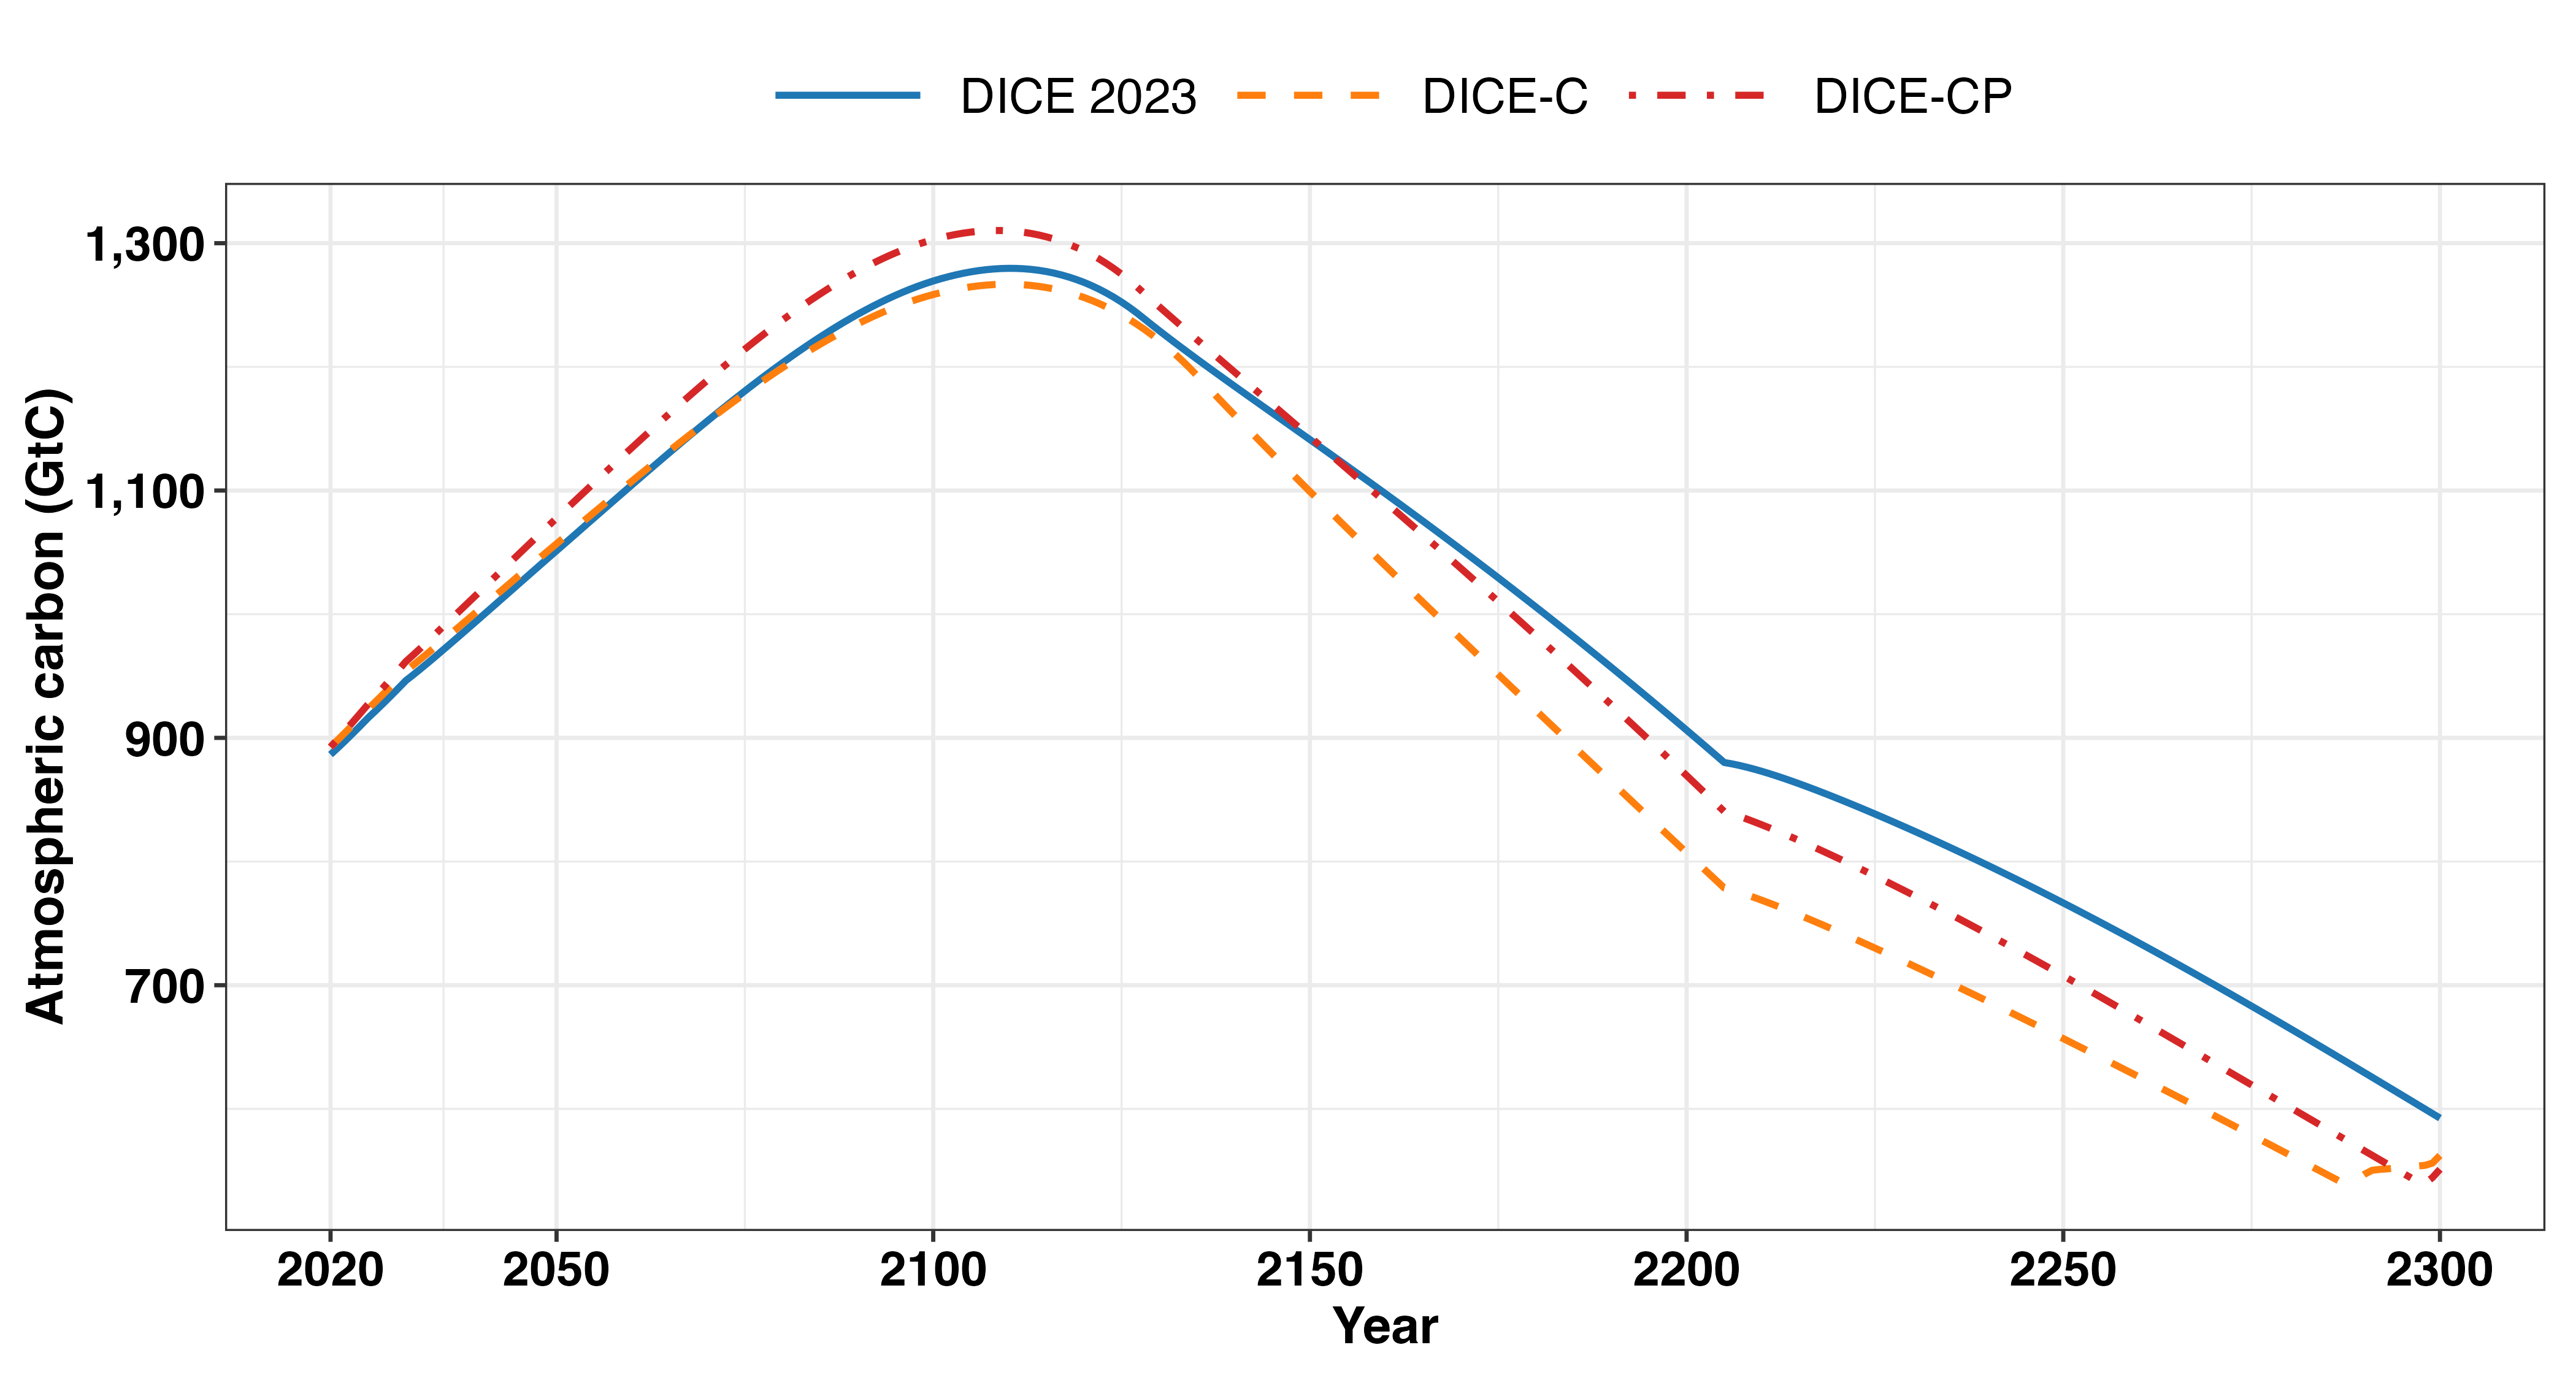 DICE 2023 DICE-C DICE-CP
Atmospheric carbon (GtC)
1,300
1,100
900
700
2020 2050 2100 2150 2200 2250 2300
Year